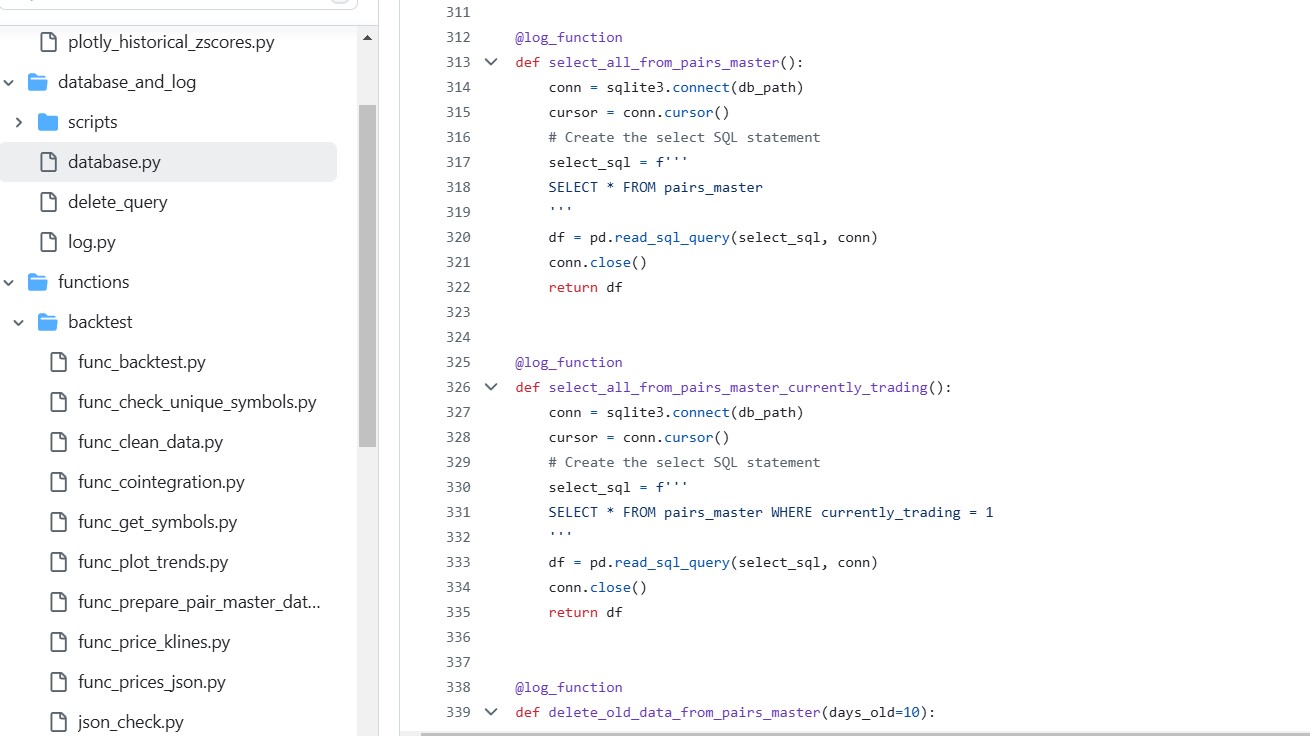 plotly_historical_zscores.py
database_and_log
scripts
database.py
delete_query
log.py
functions
backtest
func_backtest.py
func_check_unique_symbols.py
func_clean_data.py
func_cointegration.py
func_get_symbols.py
func_plot_trends.py
func_prepare_pair_master_dat...
func_price_klines.py
func_prices_json.py
json_check.py
311
312 @log_function
313 def select_all_from_pairs_master():
314 conn = sqlite3.connect(db_path)
315 cursor = conn.cursor()
316 # Create the select SQL statement
317 select_sql = f'''
318 SELECT * FROM pairs_master
319 '''
320 df = pd.read_sql_query(select_sql, conn)
321 conn.close()
322 return df
323
324
325 @log_function
326 def select_all_from_pairs_master_currently_trading():
327 conn = sqlite3.connect(db_path)
328 cursor = conn.cursor()
329 # Create the select SQL statement
330 select_sql = f'''
331 SELECT * FROM pairs_master WHERE currently_trading = 1
332 '''
333 df = pd.read_sql_query(select_sql, conn)
334 conn.close()
335 return df
336
337
338 @log_function
339 def delete_old_data_from_pairs_master(days_old=10):